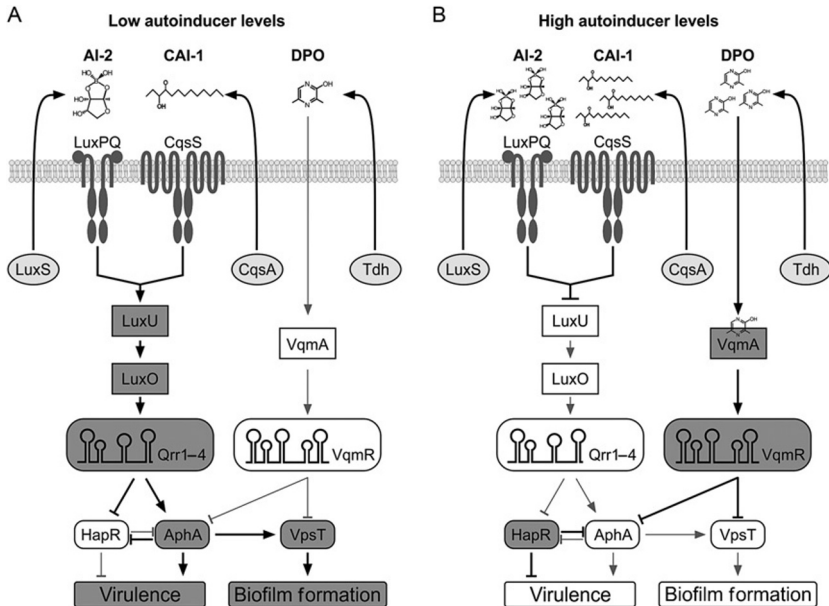 A
Low autoinducer levels
AI-2
CAI-1
DPO
LuxPQ
CqsS
LuxS
CqsA
Tdh
LuxU
VqmA
LuxO
Qrr1–4
VqmR
HapR
AphA
VpsT
Virulence
Biofilm formation
B
High autoinducer levels
AI-2
CAI-1
DPO
LuxPQ
CqsS
LuxS
CqsA
Tdh
LuxU
VqmA
LuxO
Qrr1–4
VqmR
HapR
AphA
VpsT
Virulence
Biofilm formation